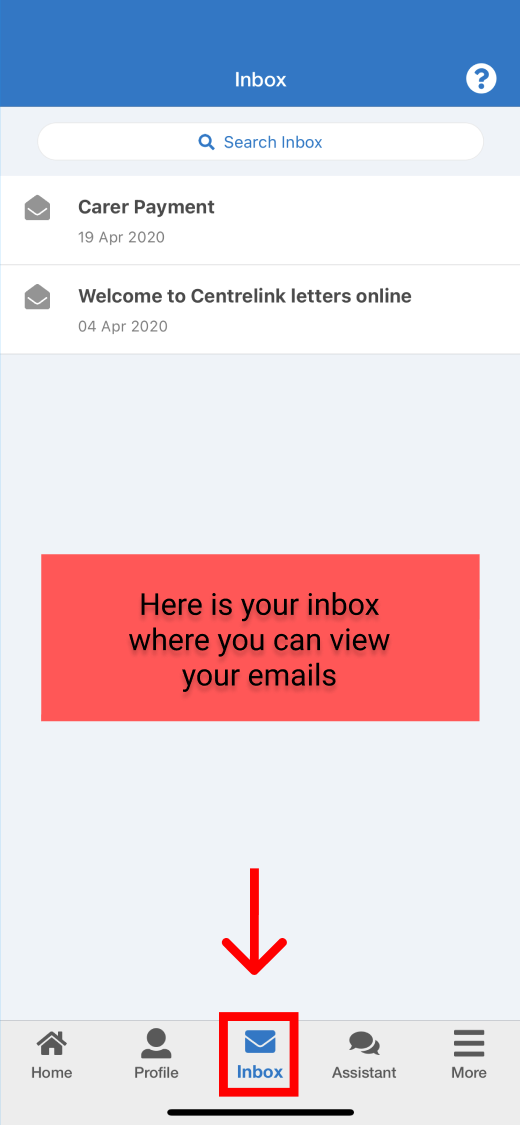 Inbox
?
Search Inbox
Carer Payment
19 Apr 2020
Welcome to Centrelink letters online
04 Apr 2020
Here is your inbox
where you can view
your emails
Home
Profile
Inbox
Assistant
More